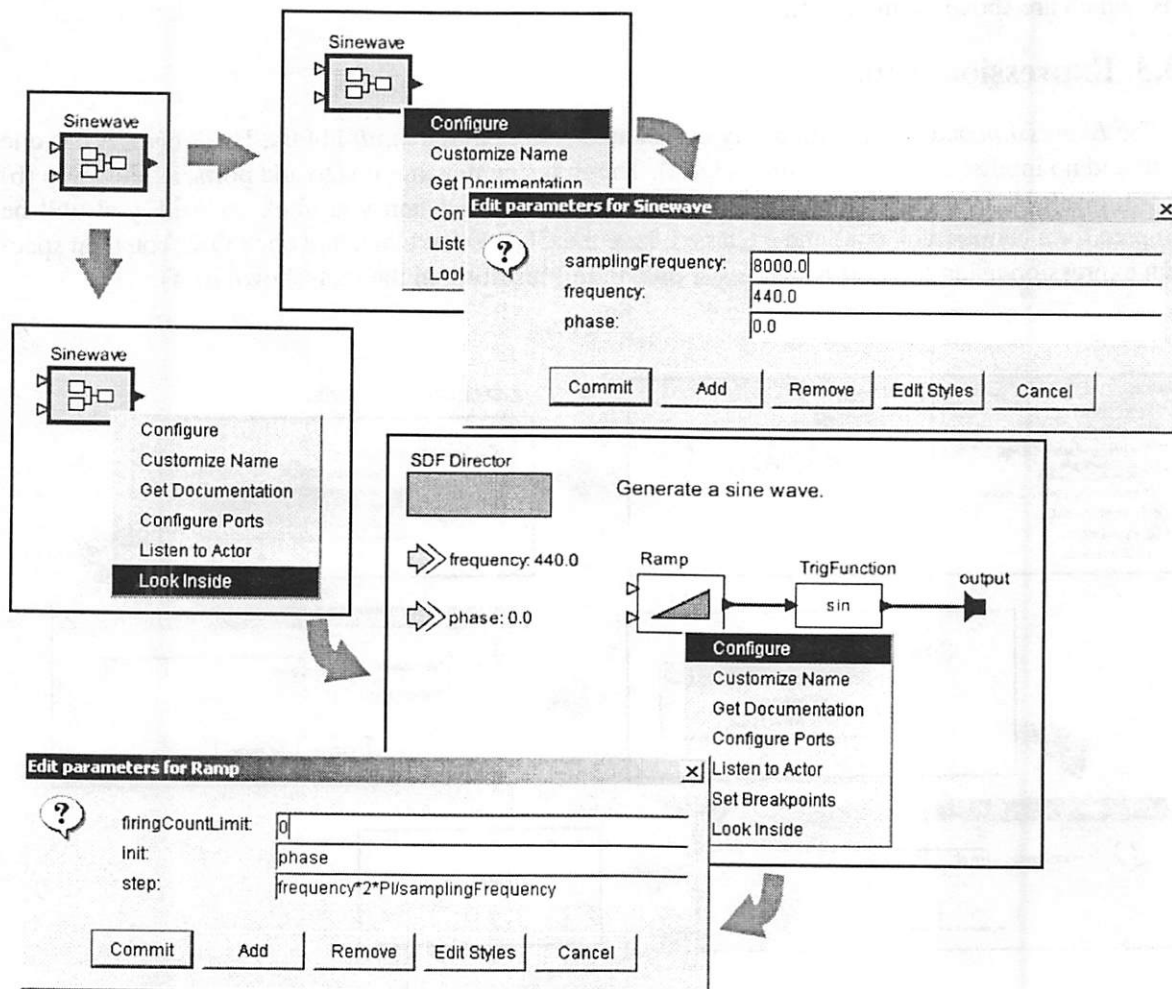 Sinewave
Sinewave
Configure
Customize Name
Get Documentation
Edit parameters for Sinewave
samplingFrequency: 8000.0
frequency: 440.0
phase: 0.0
Commit Add Remove Edit Styles Cancel
Sinewave
Configure
Customize Name
Get Documentation
Configure Ports
Listen to Actor
Look Inside
SDF Director
Generate a sine wave.
frequency: 440.0
phase: 0.0
Ramp
TrigFunction
output
sin
Configure
Customize Name
Get Documentation
Configure Ports
Listen to Actor
Set Breakpoints
Look Inside
Edit parameters for Ramp
firingCountLimit: 0
init: phase
step: frequency*2*PI/samplingFrequency
Commit Add Remove Edit Styles Cancel